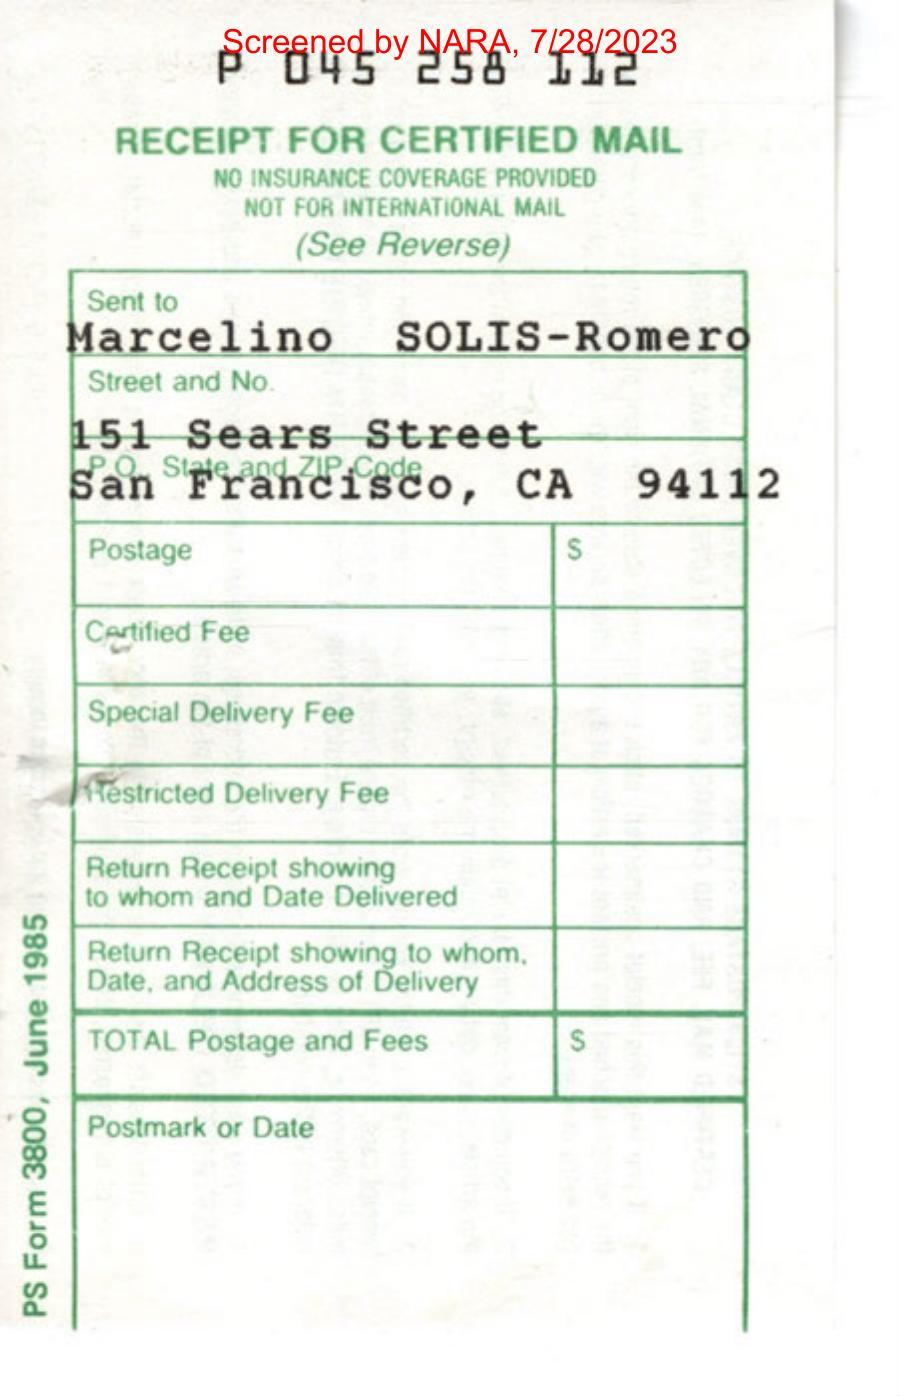 Screened by NARA, 7/28/2023
P 045 258 112
RECEIPT FOR CERTIFIED MAIL
NO INSURANCE COVERAGE PROVIDED
NOT FOR INTERNATIONAL MAIL
(See Reverse)
Sent to
Marcelino SOLIS-Romero
Street and No.
151 Sears Street
P.O., State and ZIP Code
San Francisco, CA 94112
Postage $
Certified Fee
Special Delivery Fee
Restricted Delivery Fee
Return Receipt showing
to whom and Date Delivered
Return Receipt showing to whom,
Date, and Address of Delivery
TOTAL Postage and Fees $
Postmark or Date
PS Form 3800, June 1985